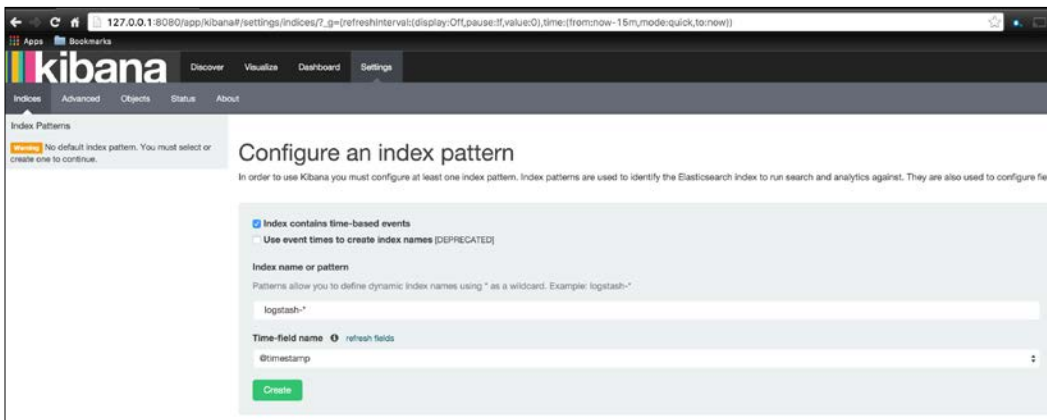 127.0.0.1:8080/app/kibana#/settings/indices/?_g=(refreshInterval:(display:Off,pause:!f,value:0),time:(from:now-15m,mode:quick,to:now))
Apps Bookmarks
kibana Discover Visualize Dashboard Settings
Indices Advanced Objects Status About
Index Patterns
Warning No default index pattern. You must select or
create one to continue.
Configure an index pattern
In order to use Kibana you must configure at least one index pattern. Index patterns are used to identify the Elasticsearch index to run search and analytics against. They are also used to configure fie
Index contains time-based events
Use event times to create index names [DEPRECATED]
Index name or pattern
Patterns allow you to define dynamic index names using * as a wildcard. Example: logstash-*
logstash-*
Time-field name refresh fields
@timestamp
Create